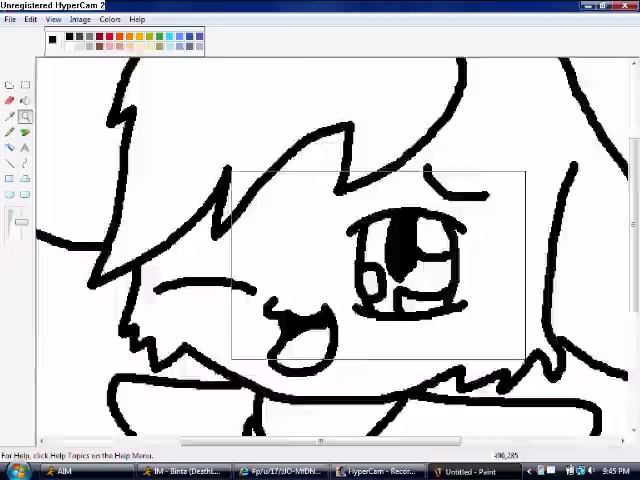 Unregistered HyperCam 2
File Edit View Image Colors Help
For Help, click Help Topics on the Help Menu.
490,285
AIM
IM - Binta (DeathL...
HyperCam - Recor...
Untitled - Paint
9:45 PM